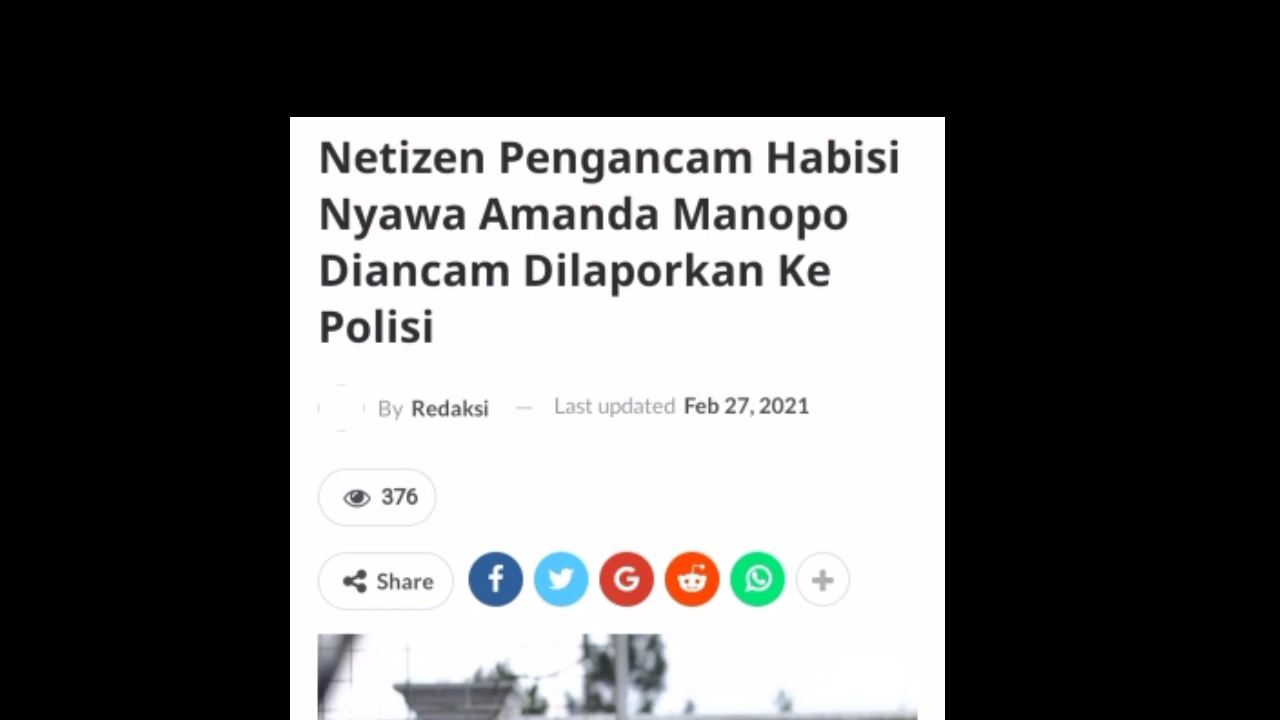 Netizen Pengancam Habisi
Nyawa Amanda Manopo
Diancam Dilaporkan Ke
Polisi
By Redaksi — Last updated Feb 27, 2021
376
Share